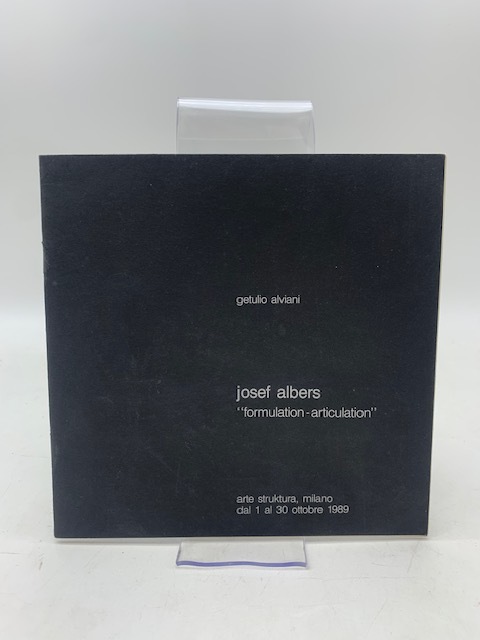 getulio alviani
josef albers
"formulation-articulation"
arte struktura, milano
dal 1 al 30 ottobre 1989